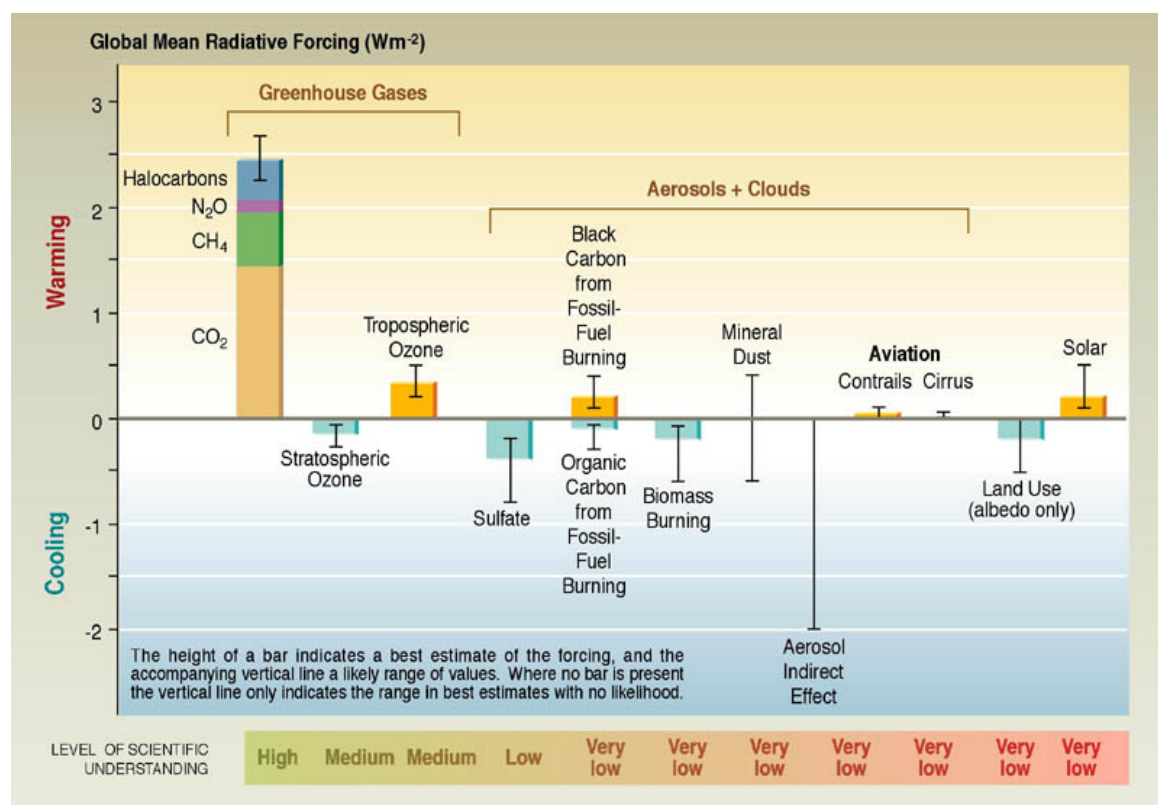 Global Mean Radiative Forcing (Wm-2)
3
2
1
0
-1
-2
Warming
Cooling
Greenhouse Gases
Halocarbons
N2O
CH4
CO2
Stratospheric
Ozone
Tropospheric
Ozone
Aerosols + Clouds
Sulfate
Black
Carbon
from
Fossil-
Fuel
Burning
Organic
Carbon
from
Fossil-
Fuel
Burning
Biomass
Burning
Mineral
Dust
Aerosol
Indirect
Effect
Aviation
Contrails Cirrus
Land Use
(albedo only)
Solar
The height of a bar indicates a best estimate of the forcing, and the
accompanying vertical line a likely range of values. Where no bar is present
the vertical line only indicates the range in best estimates with no likelihood.
LEVEL OF SCIENTIFIC
UNDERSTANDING
High
Medium
Medium
Low
Very
low
Very
low
Very
low
Very
low
Very
low
Very
low
Very
low